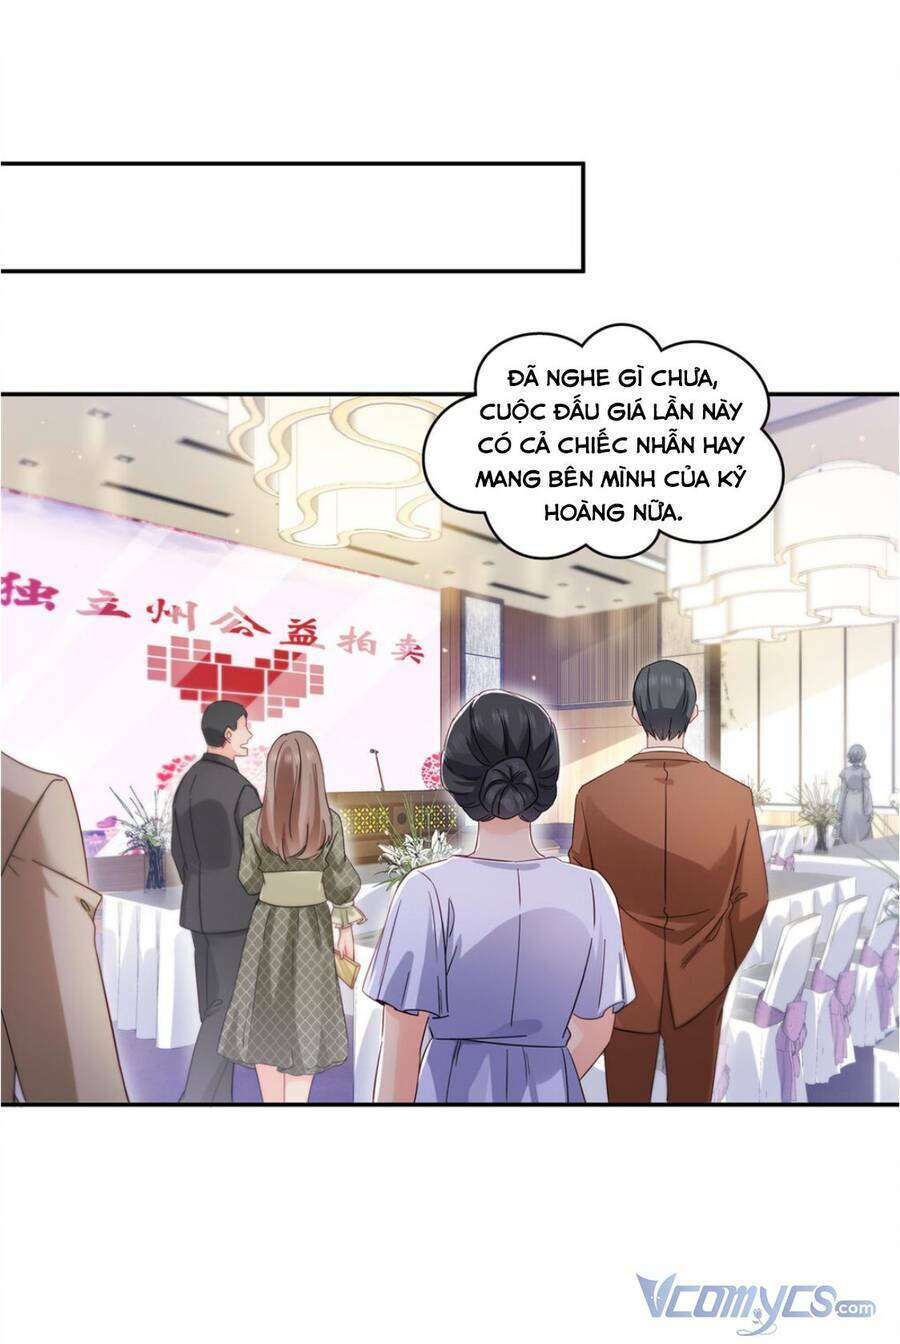 ĐÃ NGHE GÌ CHƯA,
CUỘC ĐẤU GIÁ LẦN NÀY
CÓ CẢ CHIẾC NHẪN HAY
MANG BÊN MÌNH CỦA KỶ
HOÀNG NỮA.
独立州公益拍卖
VCOMYCS.com